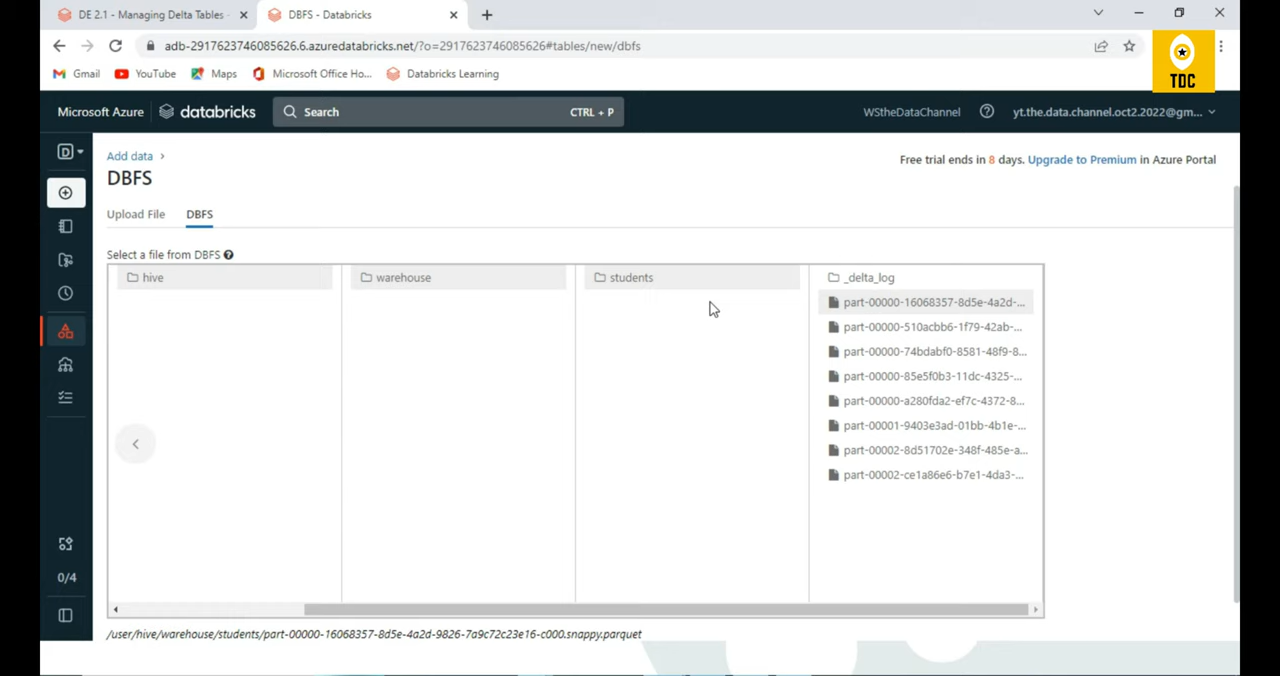 DE 2.1 - Managing Delta Tables -
DBFS - Databricks
adb-2917623746085626.6.azuredatabricks.net/?o=2917623746085626#tables/new/dbfs
Gmail YouTube Maps Microsoft Office Ho... Databricks Learning
TDC
Microsoft Azure databricks Search CTRL + P WStheDataChannel yt.the.data.channel.oct2.2022@gm...
D
Add data >
Free trial ends in 8 days. Upgrade to Premium in Azure Portal
DBFS
Upload File DBFS
Select a file from DBFS
hive warehouse students _delta_log
part-00000-16068357-8d5e-4a2d-...
part-00000-510acbb6-1f79-42ab-...
part-00000-74bdabf0-8581-48f9-8...
part-00000-85e5f0b3-11dc-4325-...
part-00000-a280fda2-ef7c-4372-8...
part-00001-9403e3ad-01bb-4b1e-...
part-00002-8d51702e-348f-485e-a...
part-00002-ce1a86e6-b7e1-4da3-...
0/4
/user/hive/warehouse/students/part-00000-16068357-8d5e-4a2d-9826-7a9c72c23e16-c000.snappy.parquet